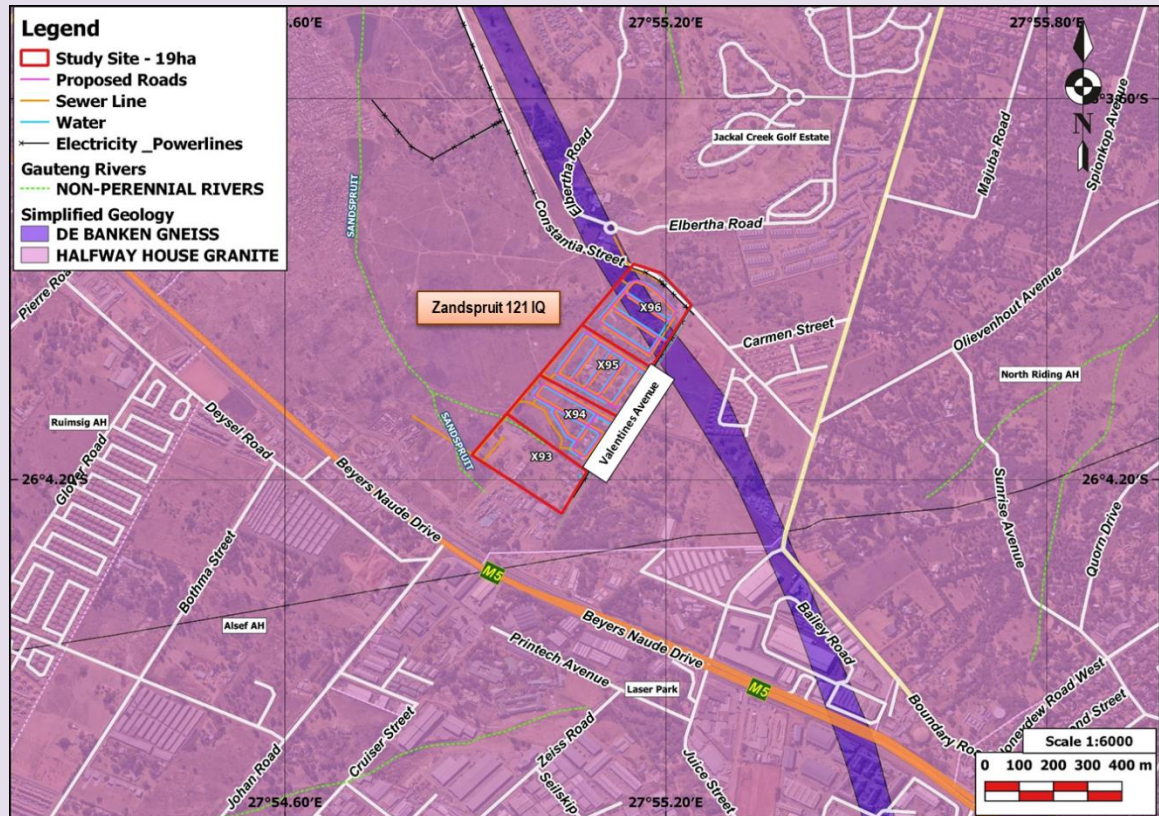 Legend
Study Site - 19ha
Proposed Roads
Sewer Line
Water
Electricity _Powerlines
Gauteng Rivers
NON-PERENNIAL RIVERS
Simplified Geology
DE BANKEN GNEISS
HALFWAY HOUSE GRANITE
27°55.20'E
27°55.80'E
N
Jackal Creek Golf Estate
Majuba Road
Spionkop Avenue
Elbertha Road
SANDSPRUIT
Constantia Street
Elbertha Road
Pierre Road
Zandspruit 121 IQ
X96
Carmen Street
Olievenhout Avenue
X95
North Riding AH
Valentines Avenue
X94
Ruimsig AH
Deysel Road
SANDSPRUIT
X93
Glover Road
26°4.20'S
26°4.20'S
Beyers Naude Drive
Sunrise Avenue
Quorn Drive
Bothma Street
M5
Alsef AH
Beyers Naude Drive
Bailey Road
Printech Avenue
Laser Park
M5
Boundary
Zeiss Road
Cruiser Street
Juice Street
Seilskip
Johan Road
27°54.60'E
27°55.20'E
Scale 1:6000
0 100 200 300 400 m